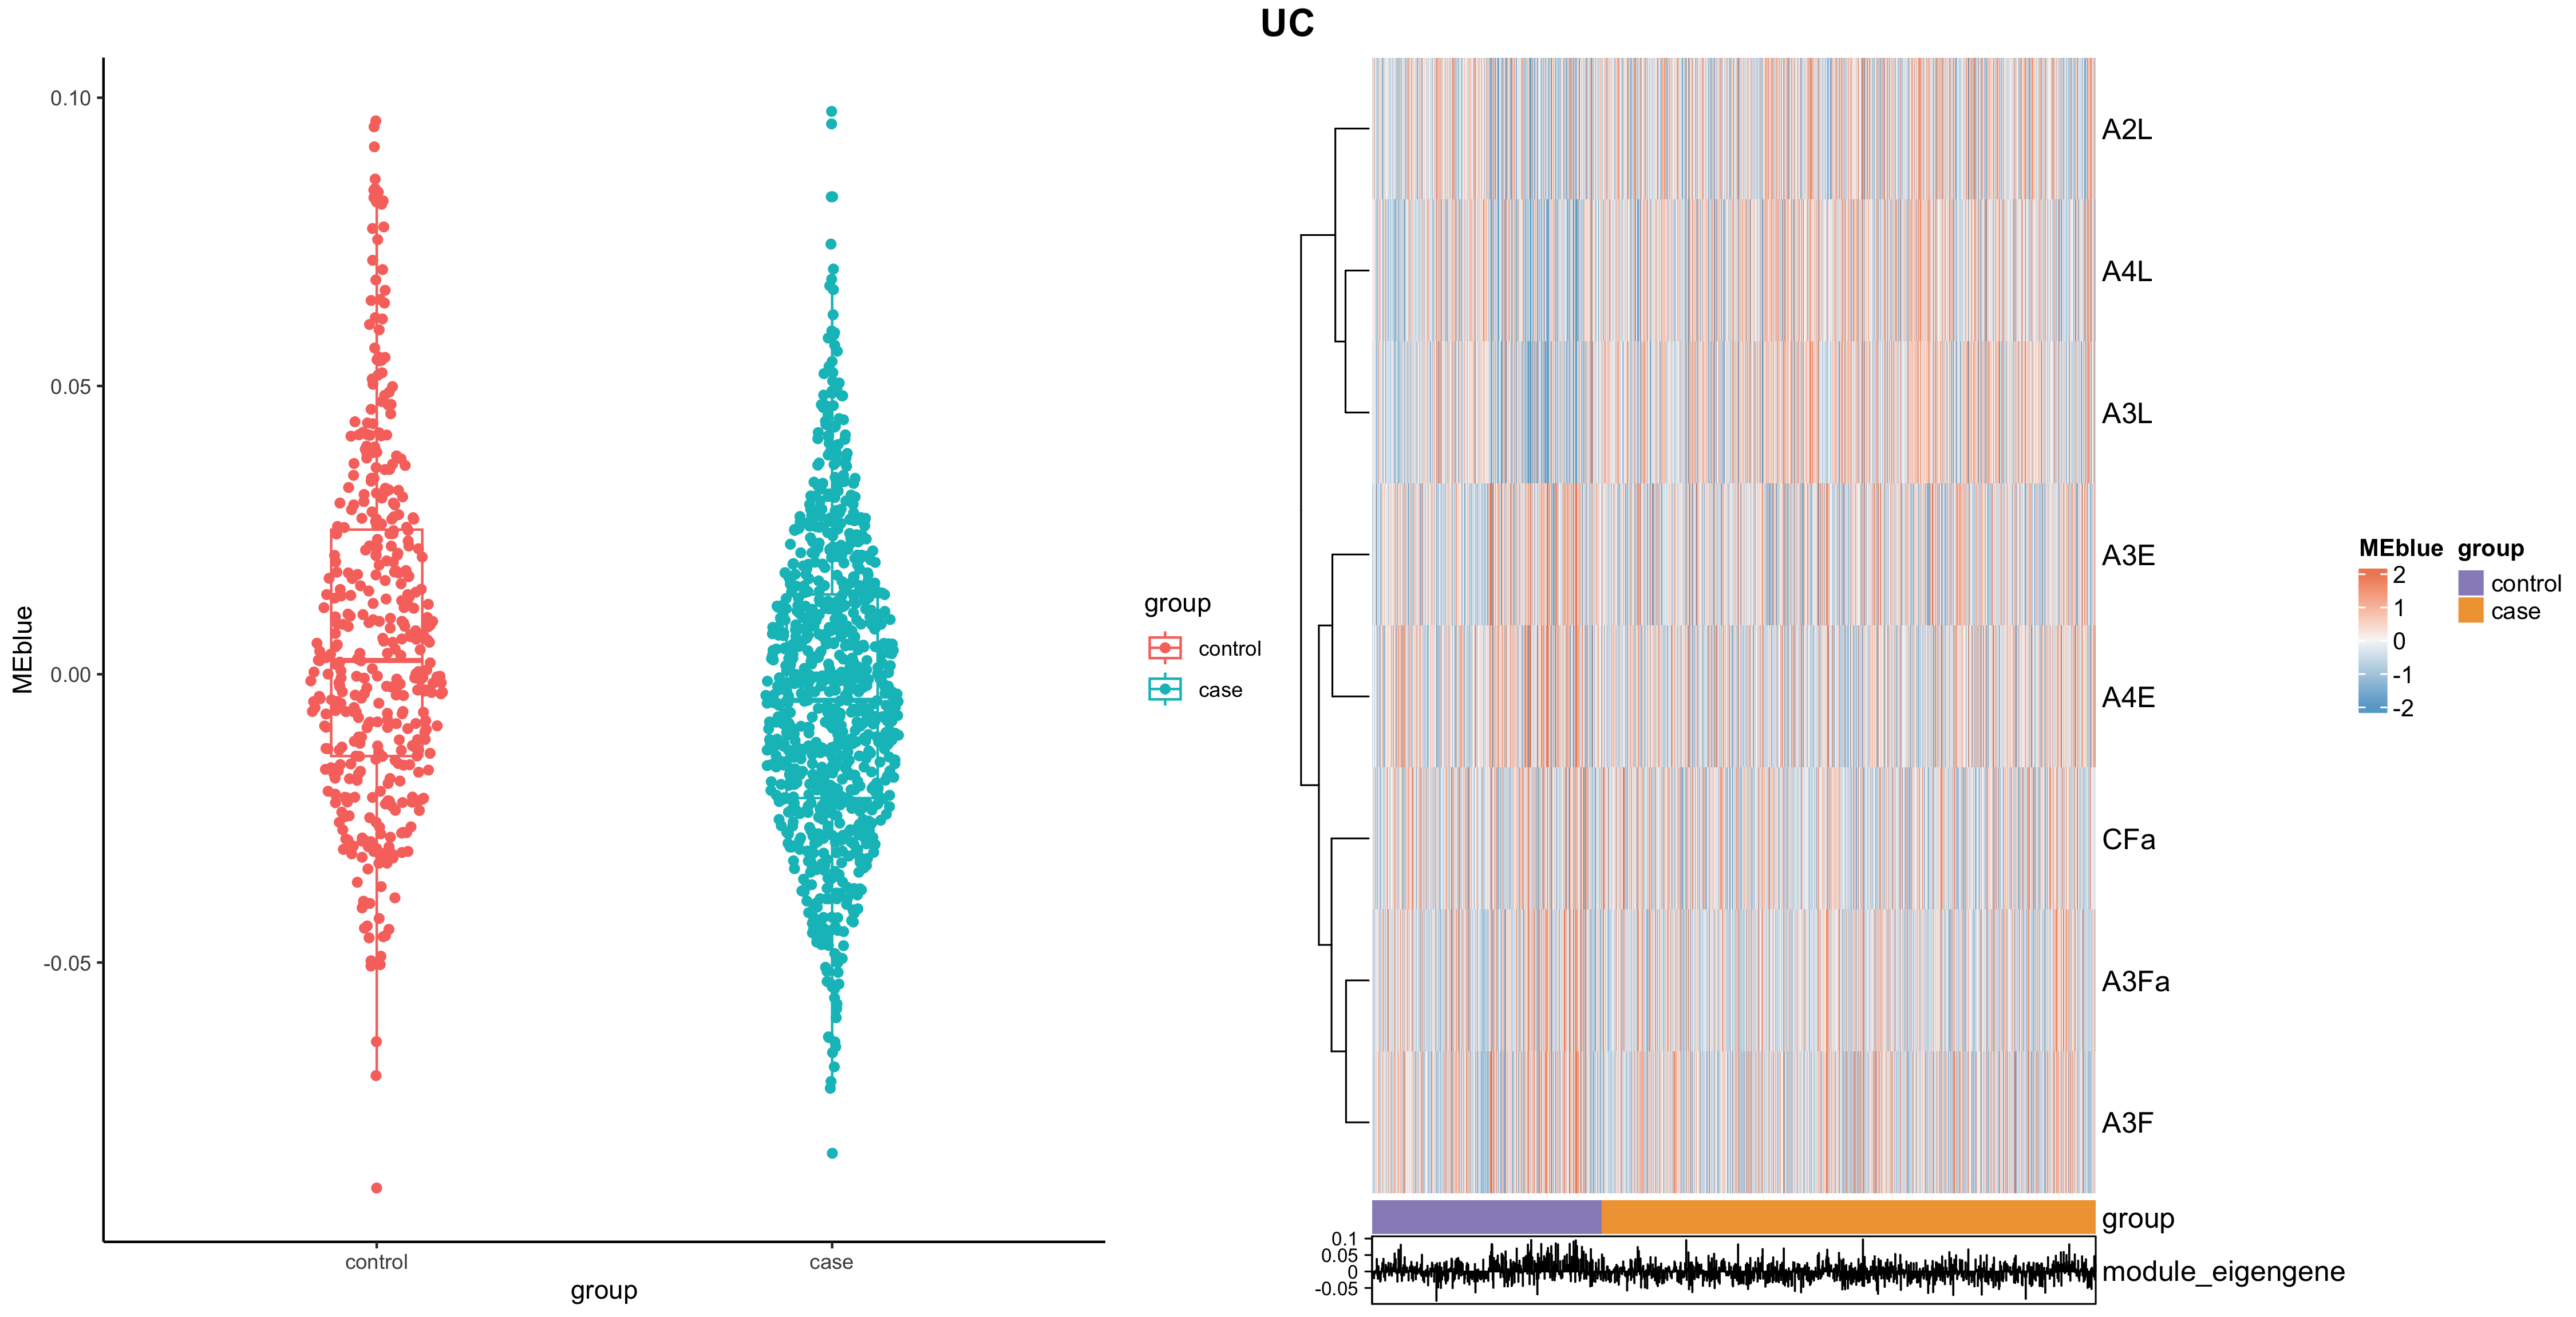 UC
MEblue
0.10
0.05
0.00
-0.05
control
case
group
group
control
case
A2L
A4L
A3L
A3E
A4E
CFa
A3Fa
A3F
group
module_eigengene
0.1
0.05
0
-0.05
MEblue
2
1
0
-1
-2
group
control
case